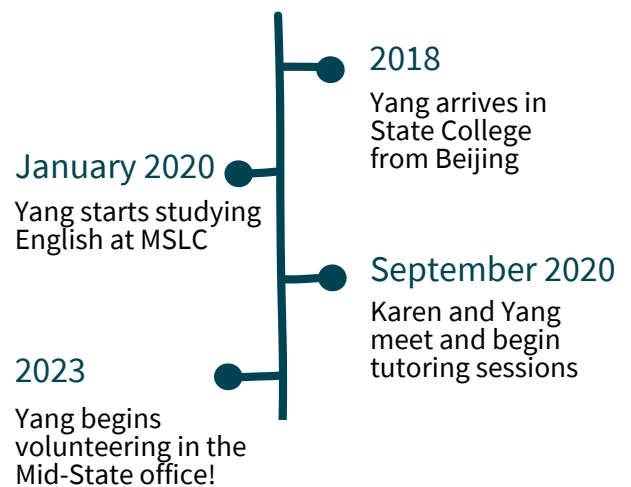 2018
Yang arrives in
State College
from Beijing
January 2020
Yang starts studying
English at MSLC
September 2020
Karen and Yang
meet and begin
tutoring sessions
2023
Yang begins
volunteering in the
Mid-State office!